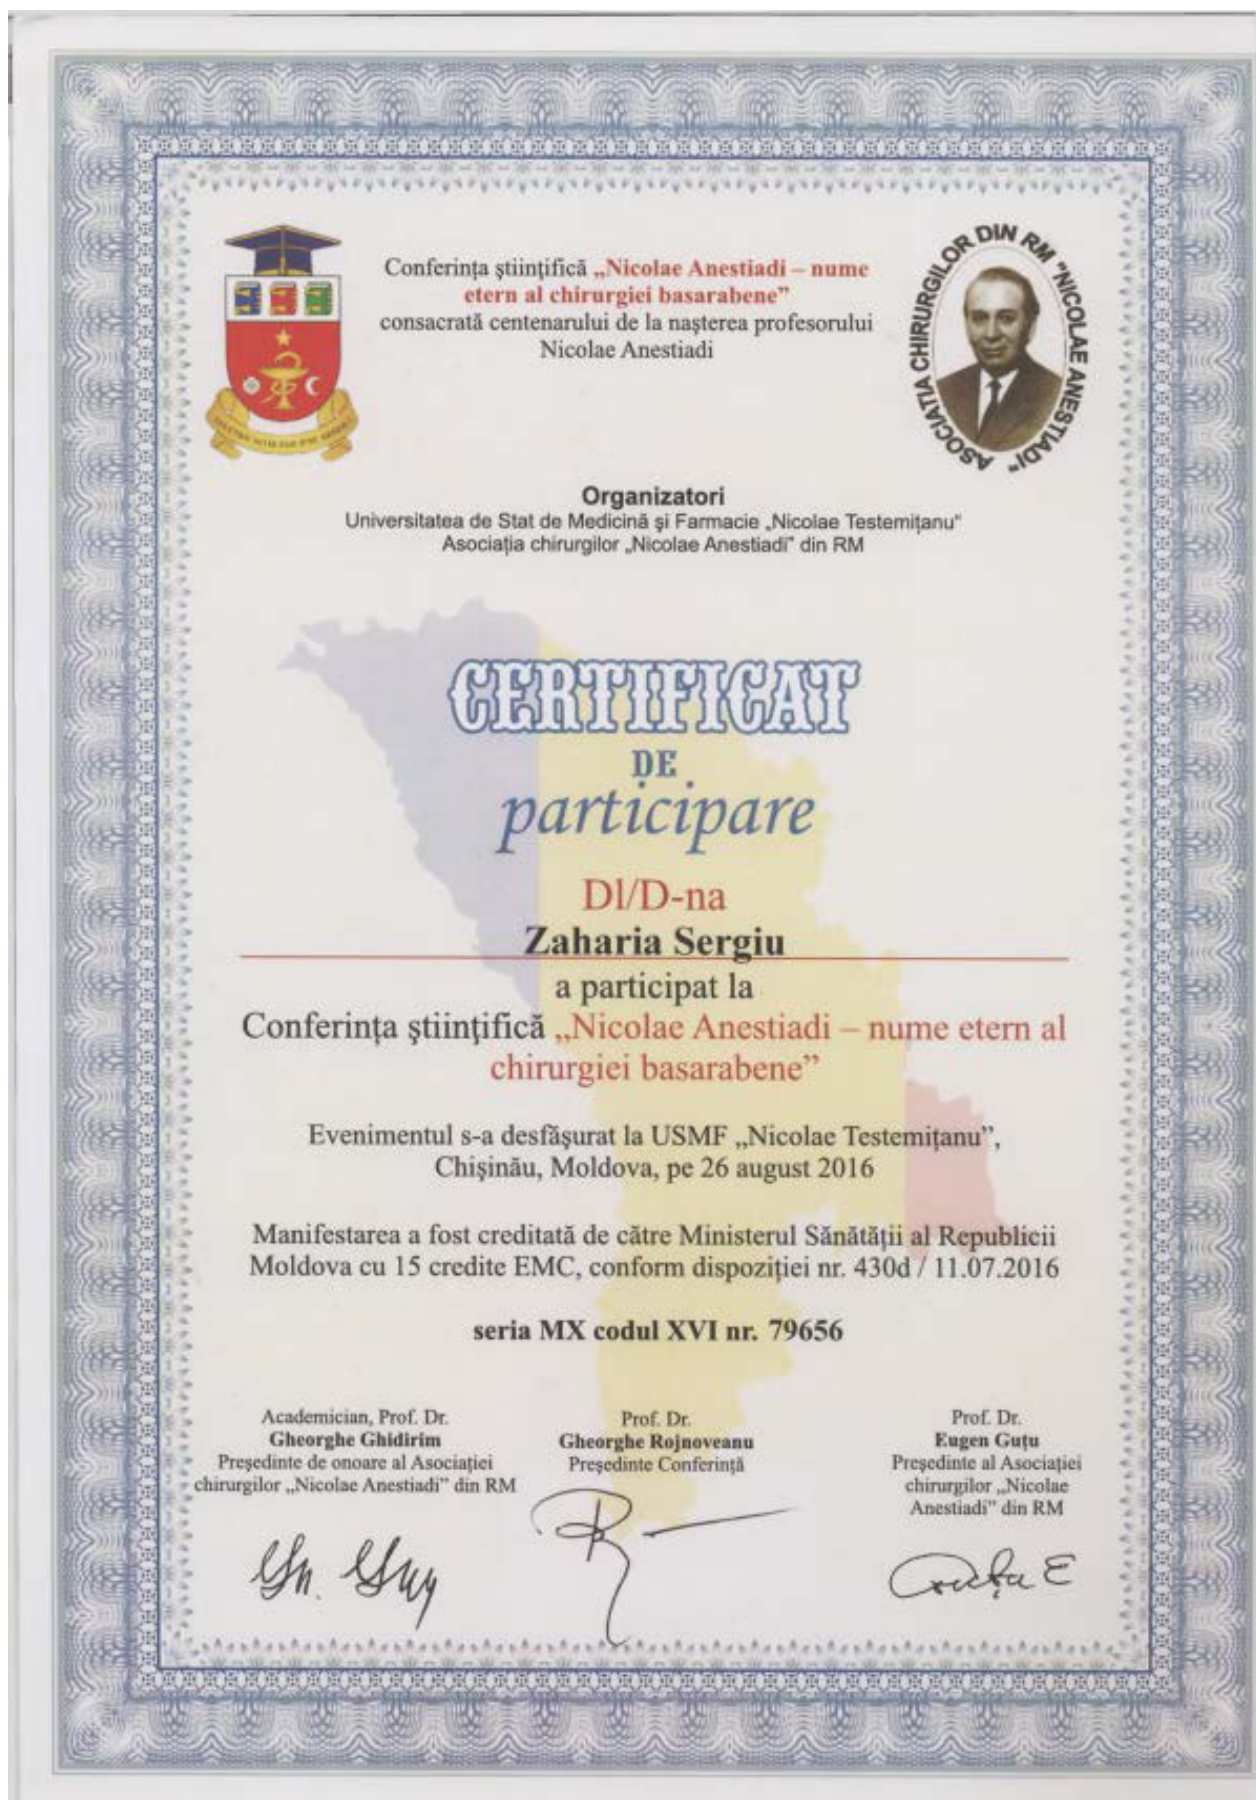 Conferința științifică „Nicolae Anestiadi – nume
etern al chirurgiei basarabene”
consacrată centenarului de la nașterea profesorului
Nicolae Anestiadi
ASOCIAȚIA CHIRURGILOR DIN RM "NICOLAE ANESTIADI"
Organizatori
Universitatea de Stat de Medicină și Farmacie „Nicolae Testemițanu“
Asociația chirurgilor „Nicolae Anestiadi” din RM
CERTIFICAT
DE
participare
Dl/D-na
Zaharia Sergiu
a participat la
Conferința științifică „Nicolae Anestiadi – nume etern al
chirurgiei basarabene”
Evenimentul s-a desfășurat la USMF „Nicolae Testemițanu”,
Chișinău, Moldova, pe 26 august 2016
Manifestarea a fost creditată de către Ministerul Sănătății al Republicii
Moldova cu 15 credite EMC, conform dispoziției nr. 430d / 11.07.2016
seria MX codul XVI nr. 79656
Academician, Prof. Dr.
Gheorghe Ghidirim
Președinte de onoare al Asociației
chirurgilor „Nicolae Anestiadi” din RM
Prof. Dr.
Gheorghe Rojnoveanu
Președinte Conferință
Prof. Dr.
Eugen Guțu
Președinte al Asociației
chirurgilor „Nicolae
Anestiadi” din RM